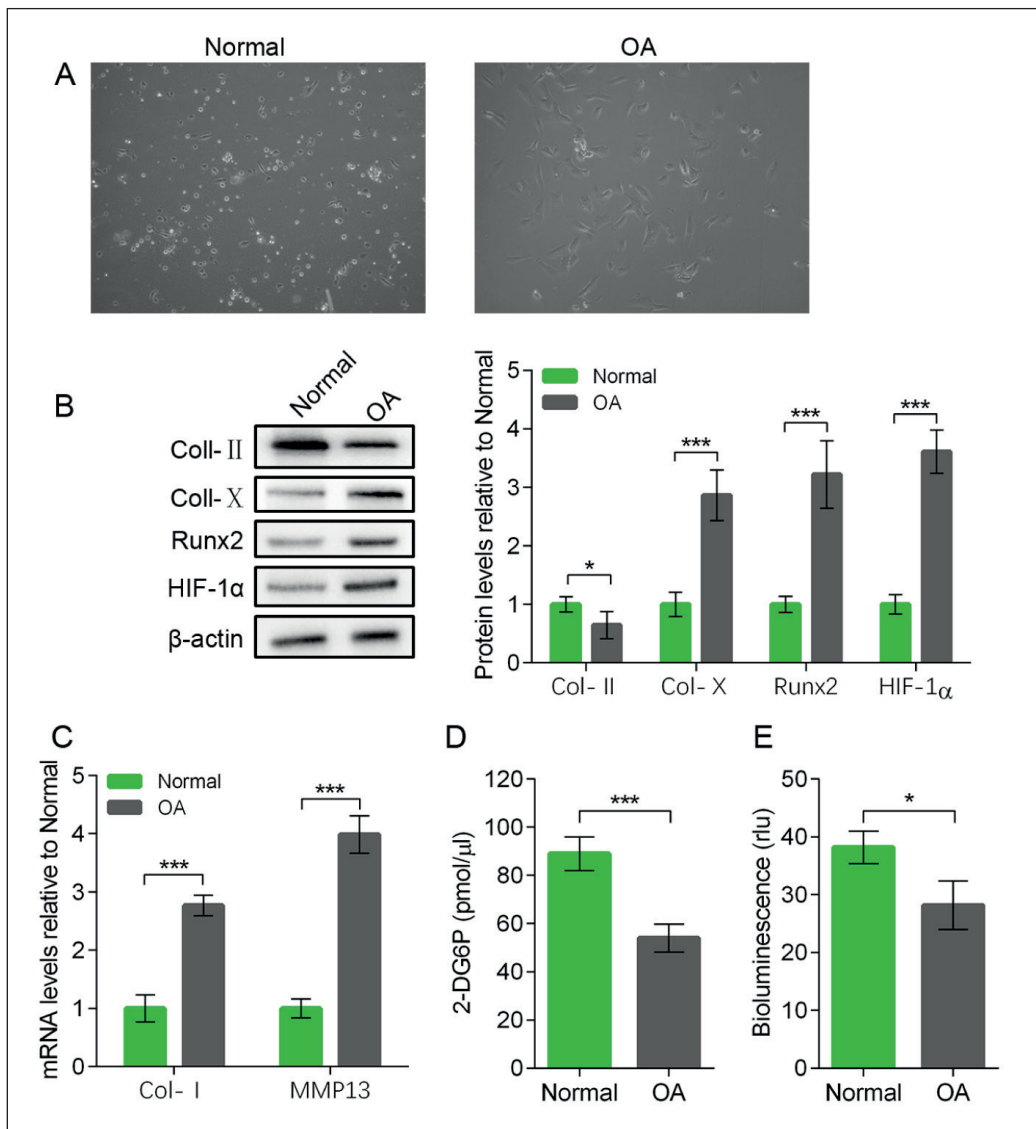 Normal
OA
A
B
Normal
OA
Coll- Ⅱ
Coll- Ⅹ
Runx2
HIF-1α
β-actin
Protein levels relative to Normal
5
4
3
2
1
0
Normal
OA
*
***
***
***
Col- Ⅱ
Col- X
Runx2
HIF-1α
C
mRNA levels relative to Normal
5
4
3
2
1
0
Normal
OA
***
***
Col- Ⅰ
MMP13
D
2-DG6P (pmol/μl)
120
100
80
60
40
20
0
***
Normal
OA
E
Bioluminescence (rlu)
50
40
30
20
10
0
*
Normal
OA